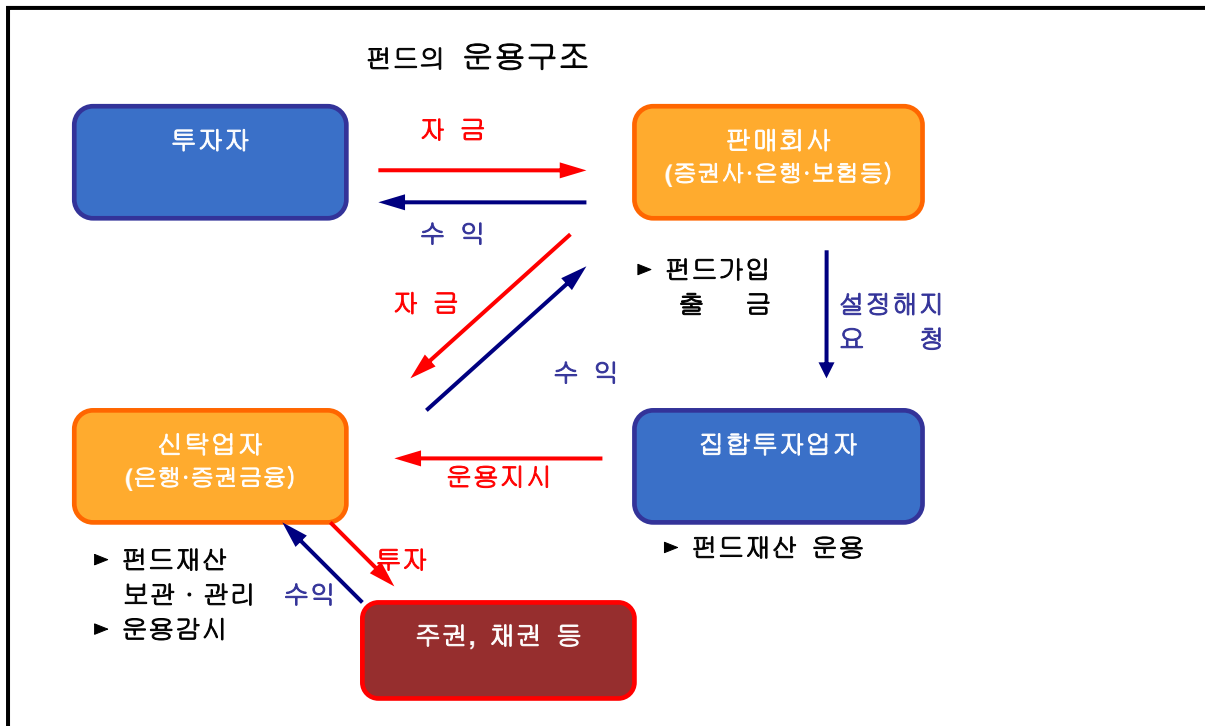 펀드의 운용구조
투자자
자 금
판매회사
(증권사·은행·보험등)
수 익
► 펀드가입
출 금
자 금
설정해지
요 청
수 익
신탁업자
(은행·증권금융)
집합투자업자
운용지시
► 펀드재산 운용
► 펀드재산
보관 · 관리
► 운용감시
투자
수익
주권, 채권 등